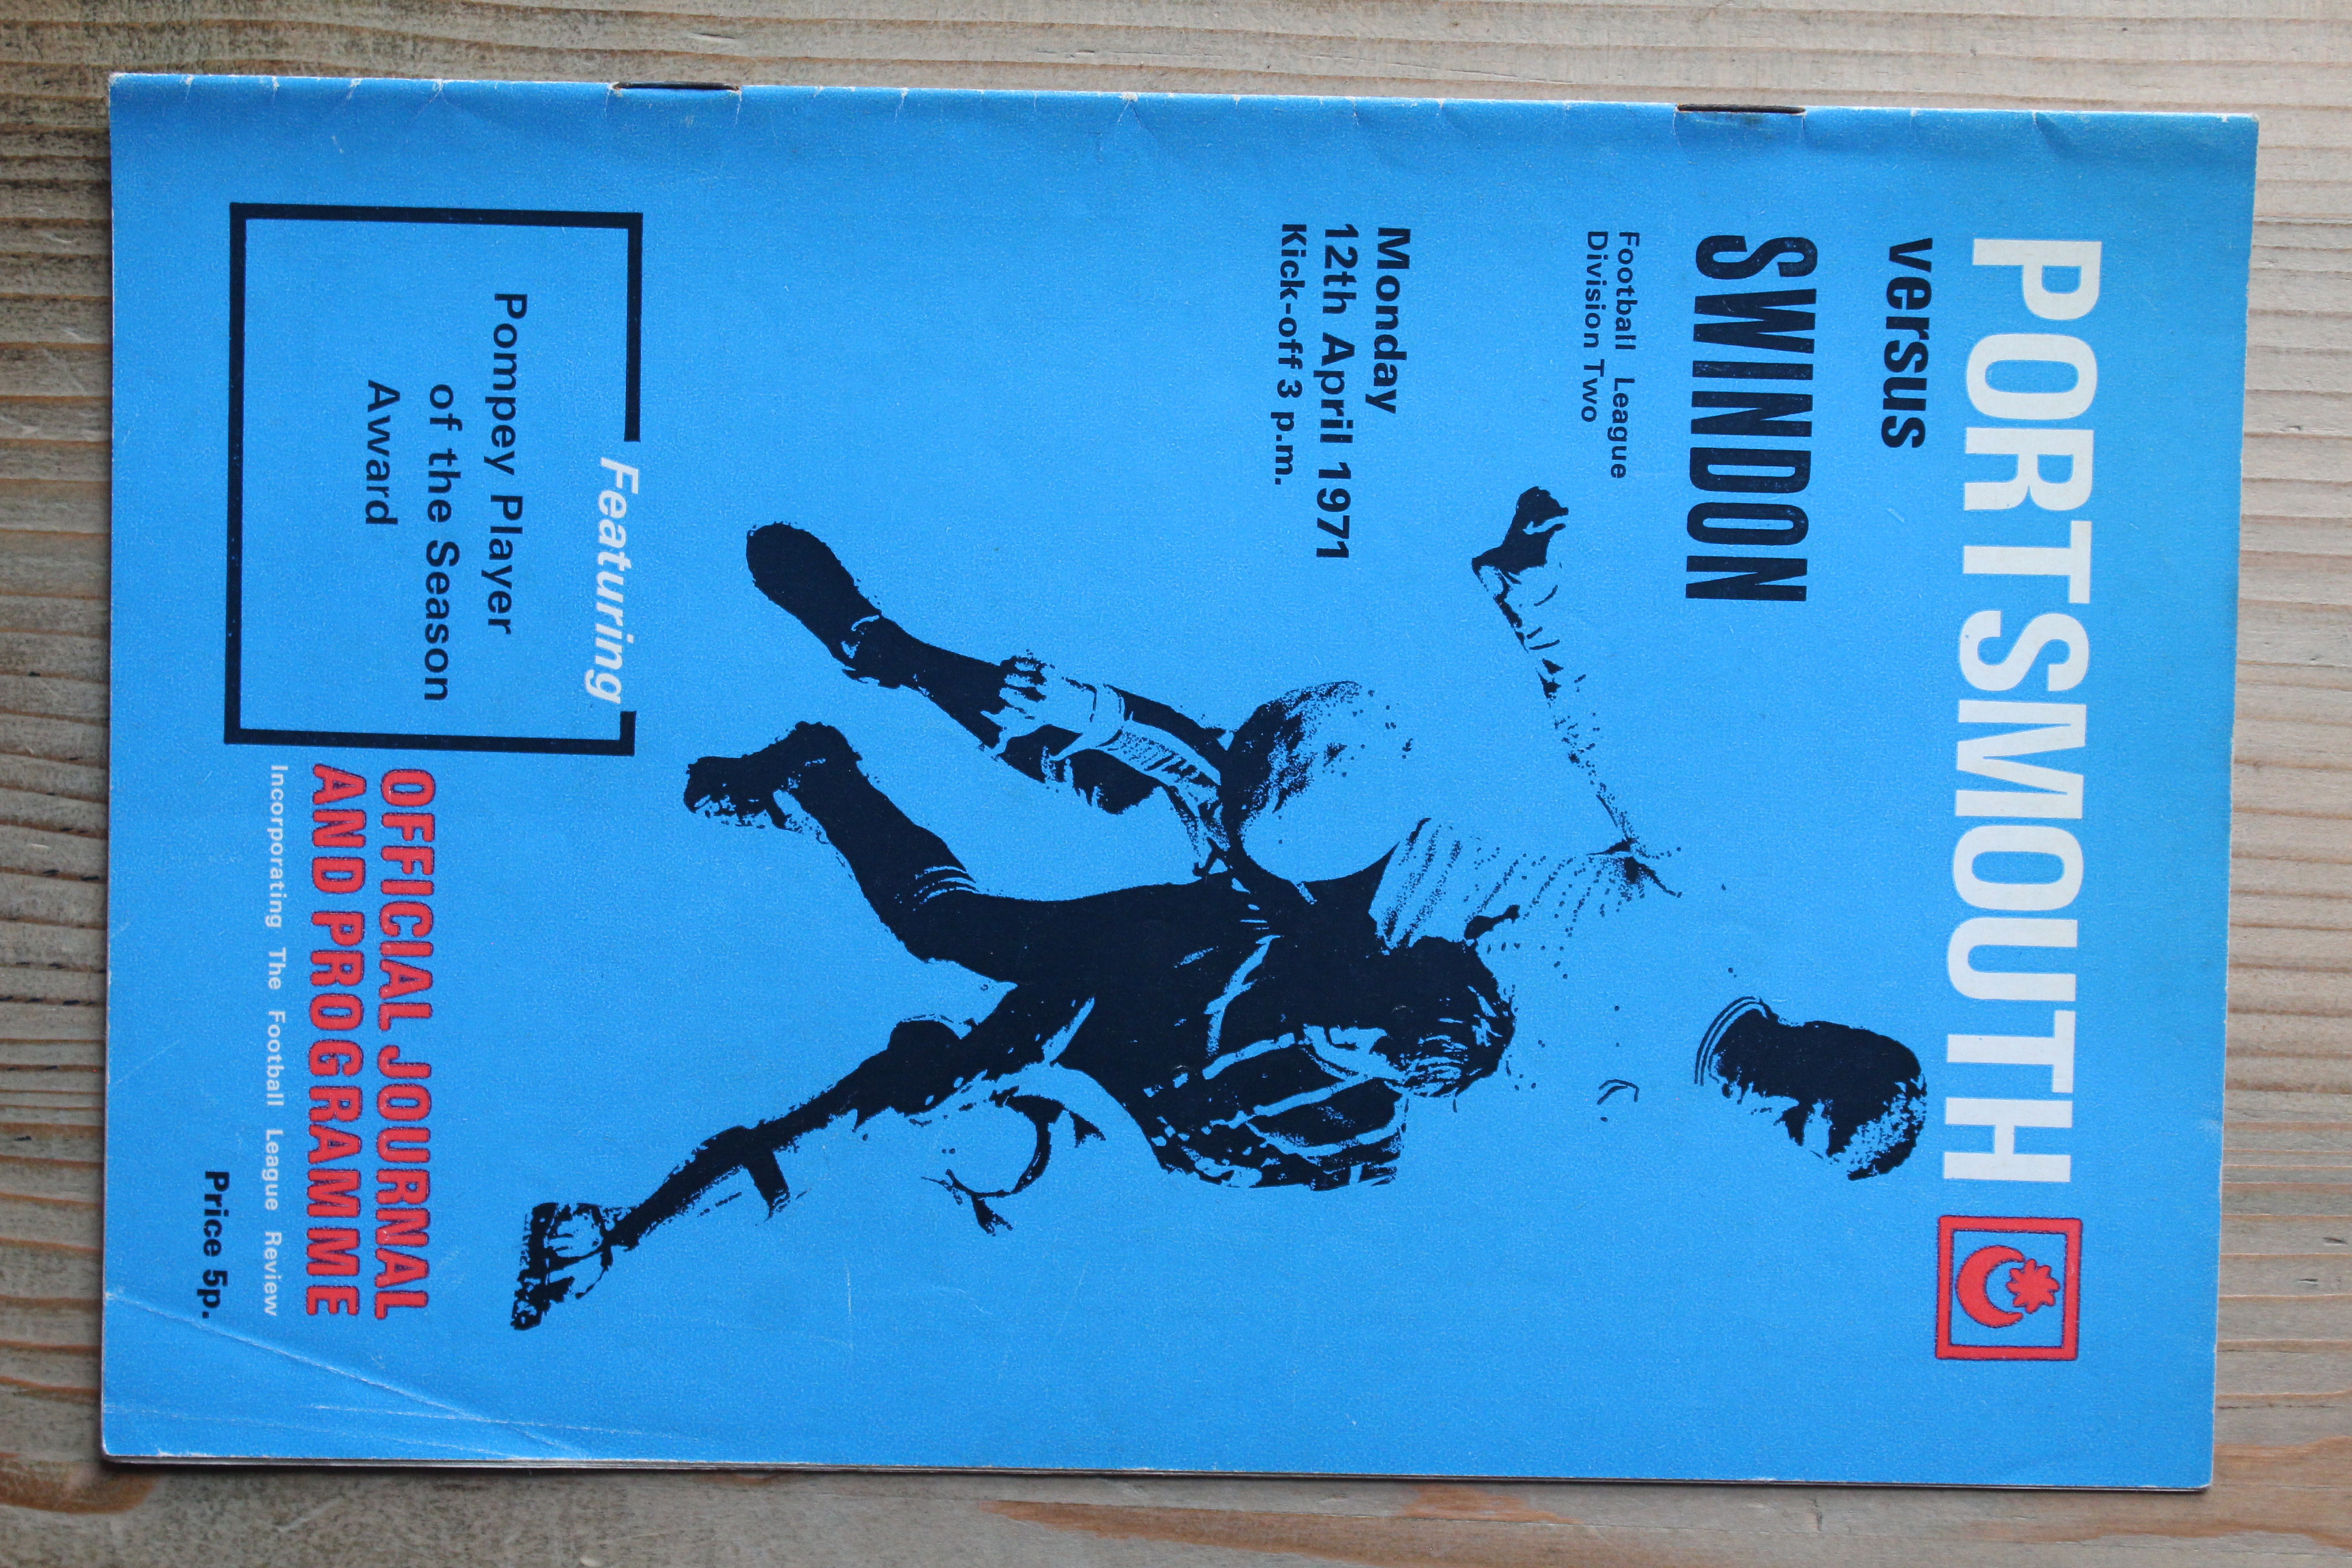 PORTSMOUTH
versus
SWINDON
Football League
Division Two
Monday
12th April 1971
Kick-off 3 p.m.
Featuring
Pompey Player
of the Season
Award
OFFICIAL JOURNAL
AND PROGRAMME
Incorporating The Football League Review
Price 5p.